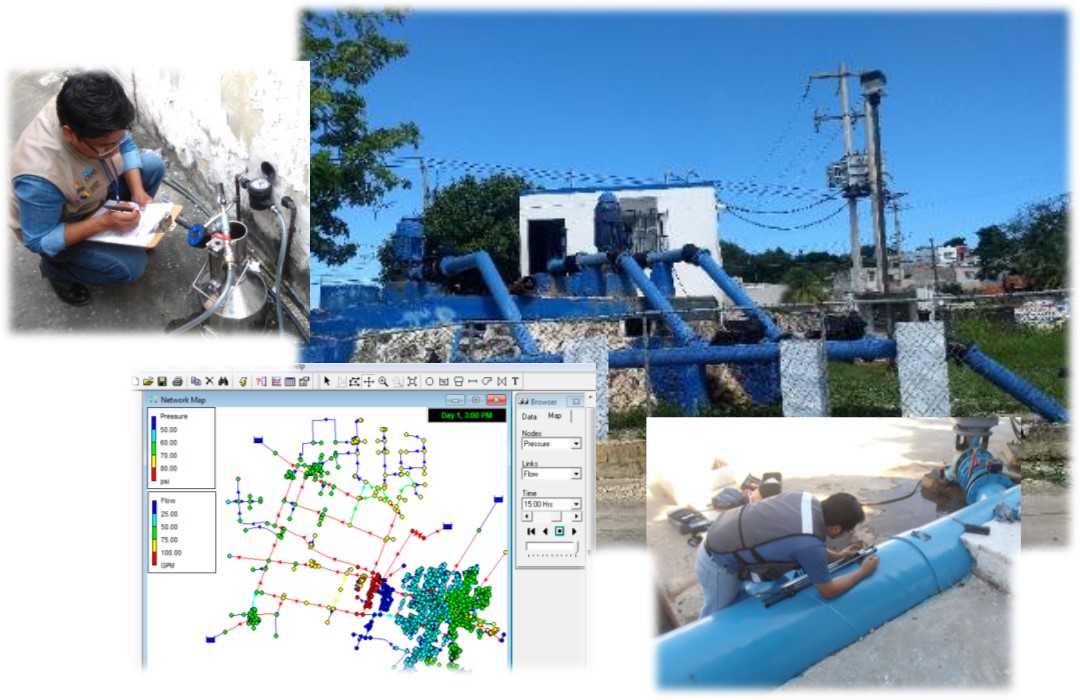 Network Map
Day 1, 3:00 PM
Pressure
50.00
60.00
70.00
80.00
psi
Flow
25.00
50.00
75.00
100.00
GPM
T
Browser
Data Map
Nodes
Pressure
Links
Flow
Time
15:00 Hrs